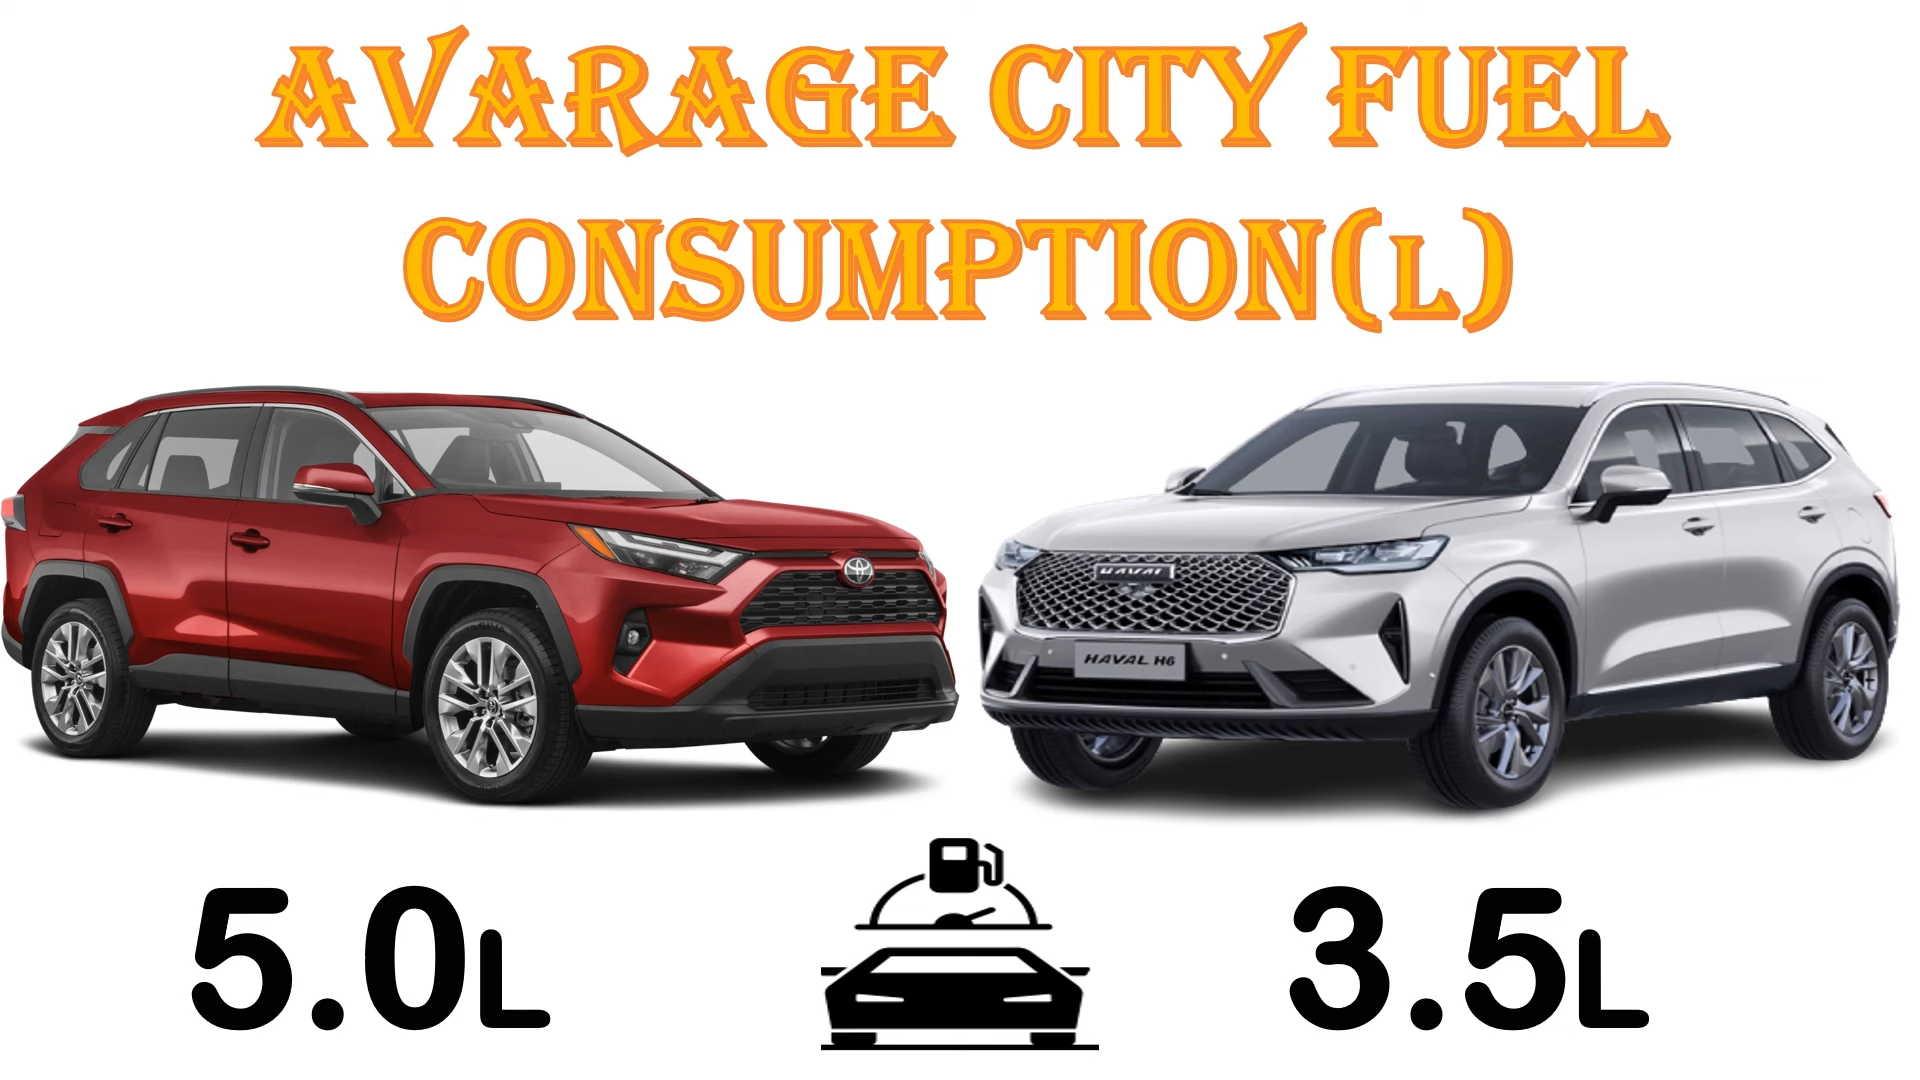 AVARAGE CITY FUEL
CONSUMPTION(L)
HAVAL
HAVAL H6
5.0L
3.5L